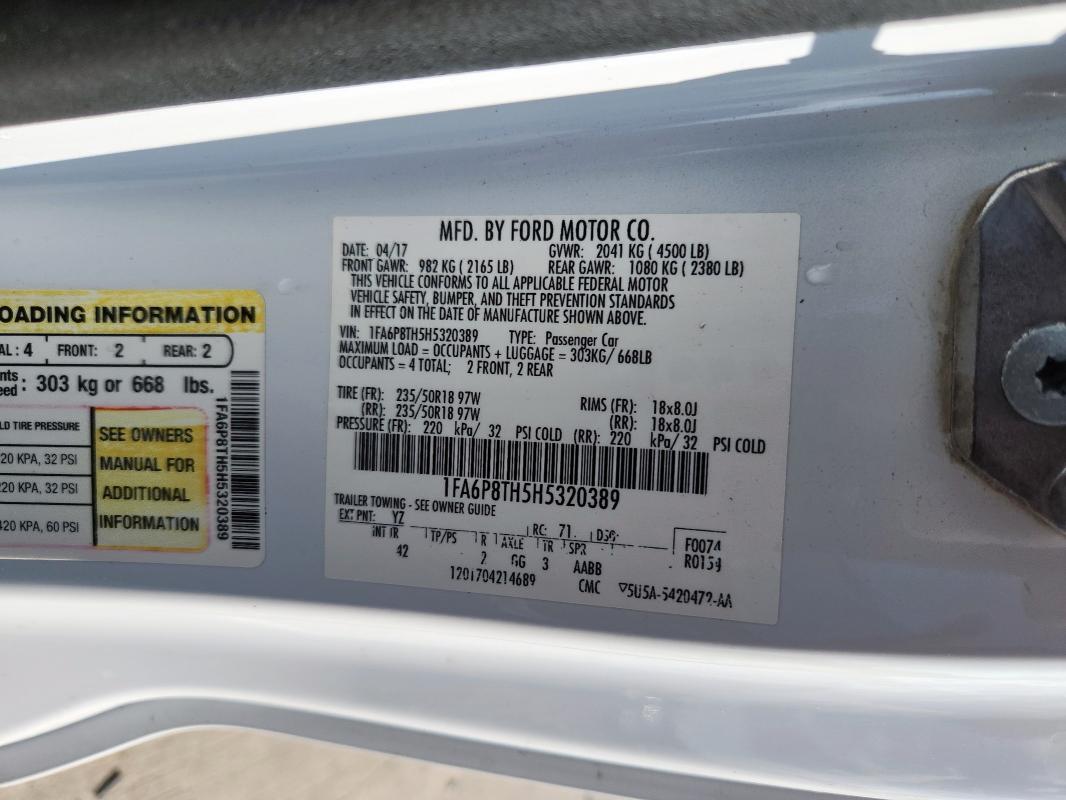 LOADING INFORMATION
AL: 4 FRONT: 2 REAR: 2
303 kg or 668 lbs.
LD TIRE PRESSURE
20 KPA, 32 PSI
220 KPA, 32 PSI
420 KPA, 60 PSI
SEE OWNERS
MANUAL FOR
ADDITIONAL
INFORMATION
1FA6P8TH5H5320389
MFD. BY FORD MOTOR CO.
DATE: 04/17 GVWR: 2041 KG ( 4500 LB)
FRONT GAWR: 982 KG ( 2165 LB) REAR GAWR: 1080 KG ( 2380 LB)
THIS VEHICLE CONFORMS TO ALL APPLICABLE FEDERAL MOTOR
VEHICLE SAFETY, BUMPER, AND THEFT PREVENTION STANDARDS
IN EFFECT ON THE DATE OF MANUFACTURE SHOWN ABOVE.
VIN: 1FA6P8TH5H5320389 TYPE: Passenger Car
MAXIMUM LOAD = OCCUPANTS + LUGGAGE = 303KG/ 668LB
OCCUPANTS = 4 TOTAL; 2 FRONT, 2 REAR
TIRE (FR): 235/50R18 97W RIMS (FR): 18x8.0J
(RR): 235/50R18 97W (RR): 18x8.0J
PRESSURE (FR): 220 kPa/ 32 PSI COLD (RR): 220 kPa/ 32 PSI COLD
1FA6P8TH5H5320389
TRAILER TOWING - SEE OWNER GUIDE
EXT PNT: YZ RC: 71 DSO:
INT TR TP/PS R AXLE TR SPR
42 2 GG 3 AABB
F0074
1201704214689 CMC